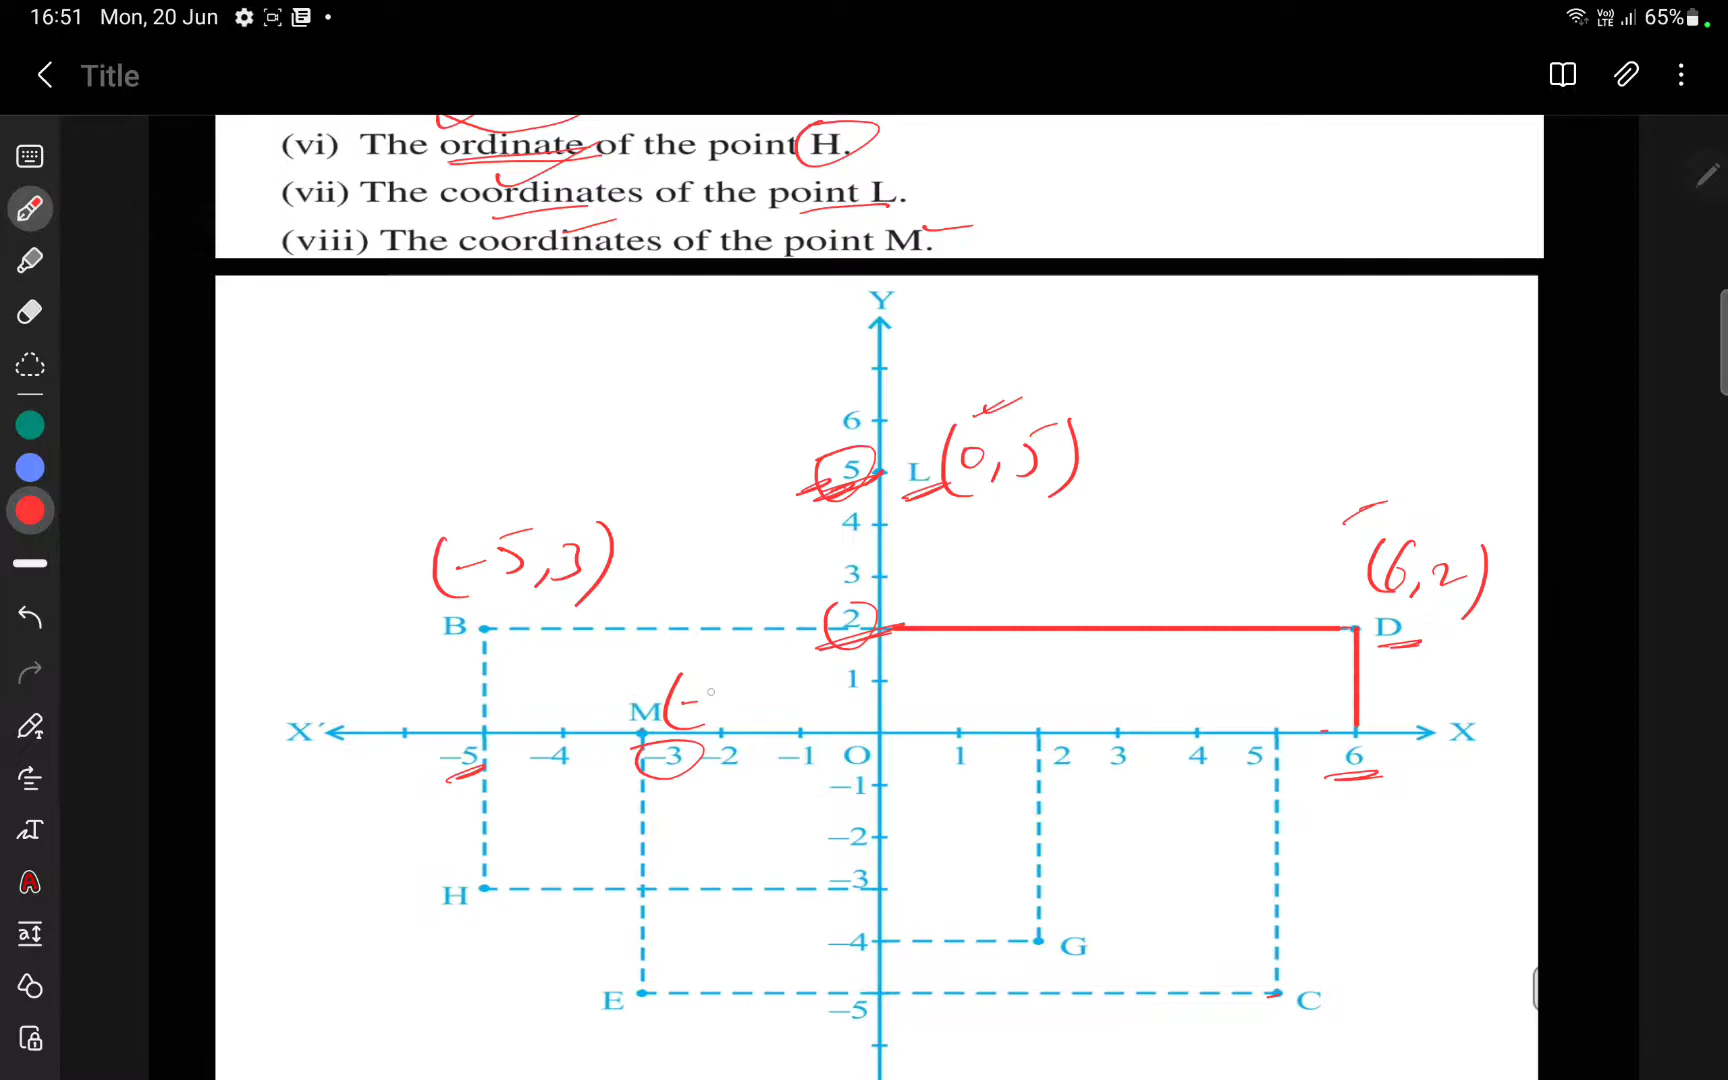 16:51 Mon, 20 Jun
Vo)) LTE 65%
Title
(vi) The ordinate of the point H.
(vii) The coordinates of the point L.
(viii) The coordinates of the point M.
Y
6
5 L (0,5)
4
(-5,3) 3 (6,2)
B 2 D
1
M (-
X′ X
−5 −4 −3 −2 −1 O 1 2 3 4 5 6
−1
−2
H −3
−4 G
E −5 C